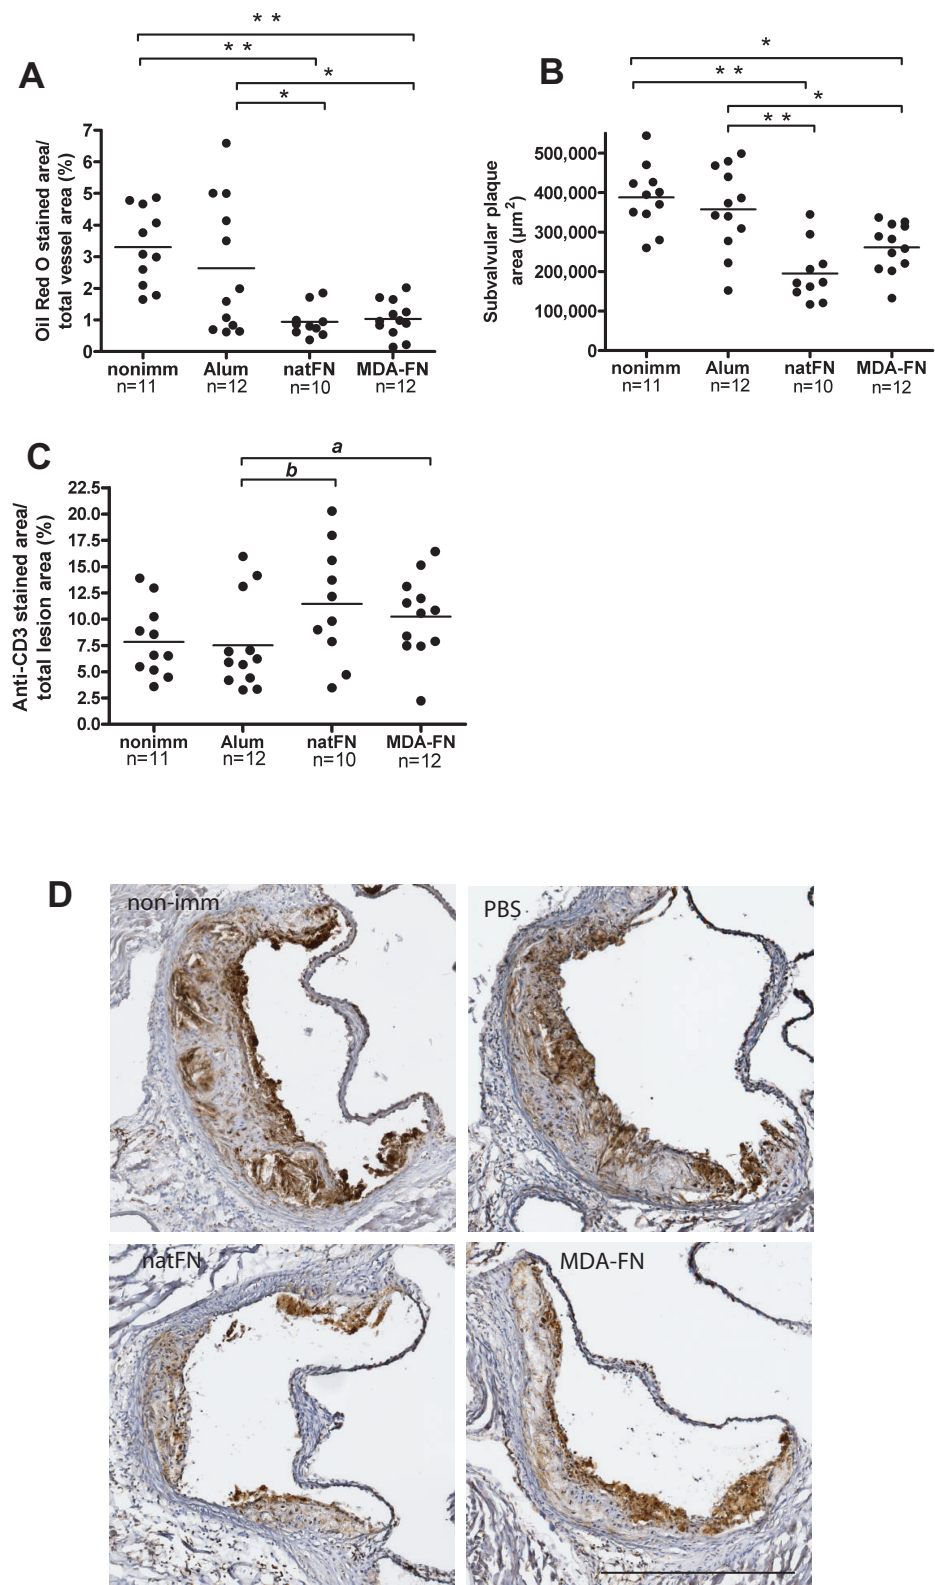 * *
* *
A
*
*
Oil Red O stained area/
total vessel area (%)
7
6
5
4
3
2
1
0
nonimm Alum natFN MDA-FN
n=11 n=12 n=10 n=12
B
*
* *
*
* *
Subvalvular plaque
area (µm²)
500,000
400,000
300,000
200,000
100,000
0
nonimm Alum natFN MDA-FN
n=11 n=12 n=10 n=12
C
a
b
Anti-CD3 stained area/
total lesion area (%)
22.5
20.0
17.5
15.0
12.5
10.0
7.5
5.0
2.5
0.0
nonimm Alum natFN MDA-FN
n=11 n=12 n=10 n=12
D
non-imm
PBS
natFN
MDA-FN